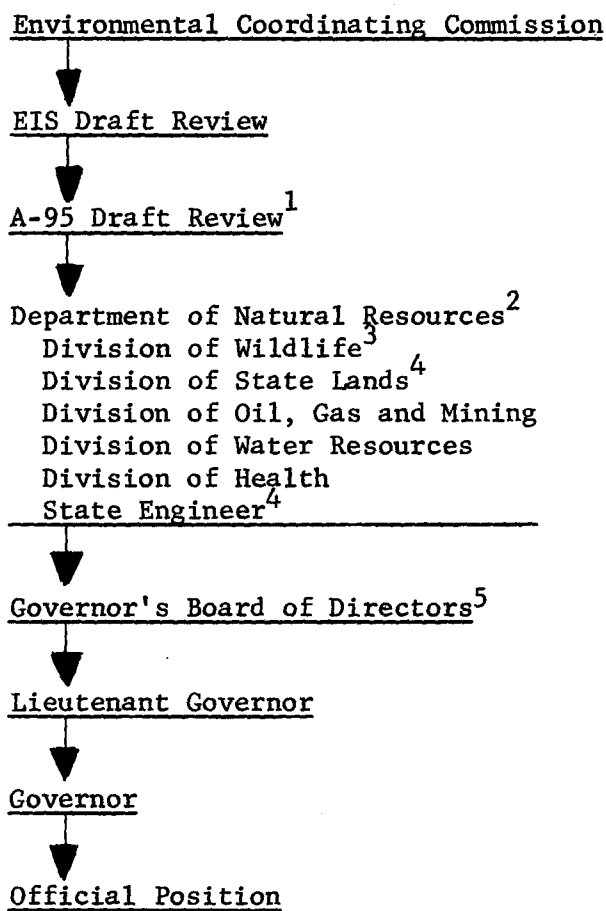 Environmental Coordinating Commission
EIS Draft Review
A-95 Draft Review1
Department of Natural Resources2
Division of Wildlife3
Division of State Lands4
Division of Oil, Gas and Mining
Division of Water Resources
Division of Health
State Engineer4
Governor's Board of Directors5
Lieutenant Governor
Governor
Official Position